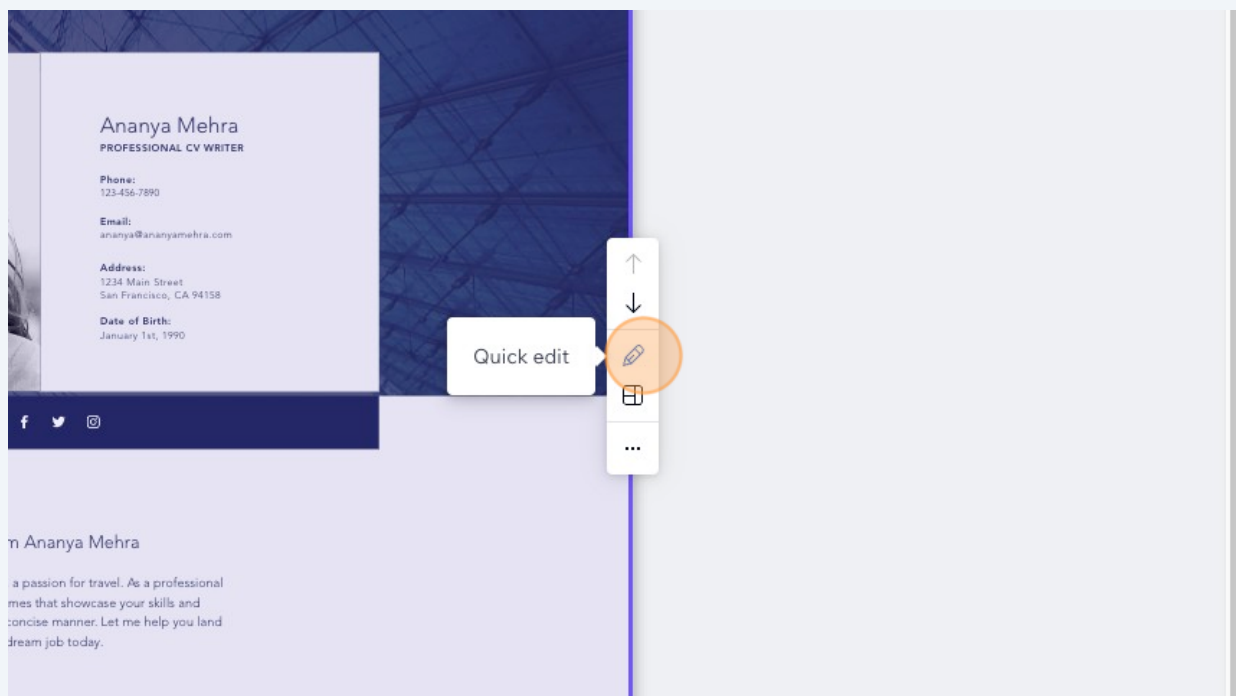 Ananya Mehra
PROFESSIONAL CV WRITER
Phone:
123-456-7890
Email:
ananya@ananyamehra.com
Address:
1234 Main Street
San Francisco, CA 94158
Date of Birth:
January 1st, 1990
Quick edit
Ananya Mehra
a passion for travel. As a professional
that showcase your skills and
concise manner. Let me help you land
dream job today.